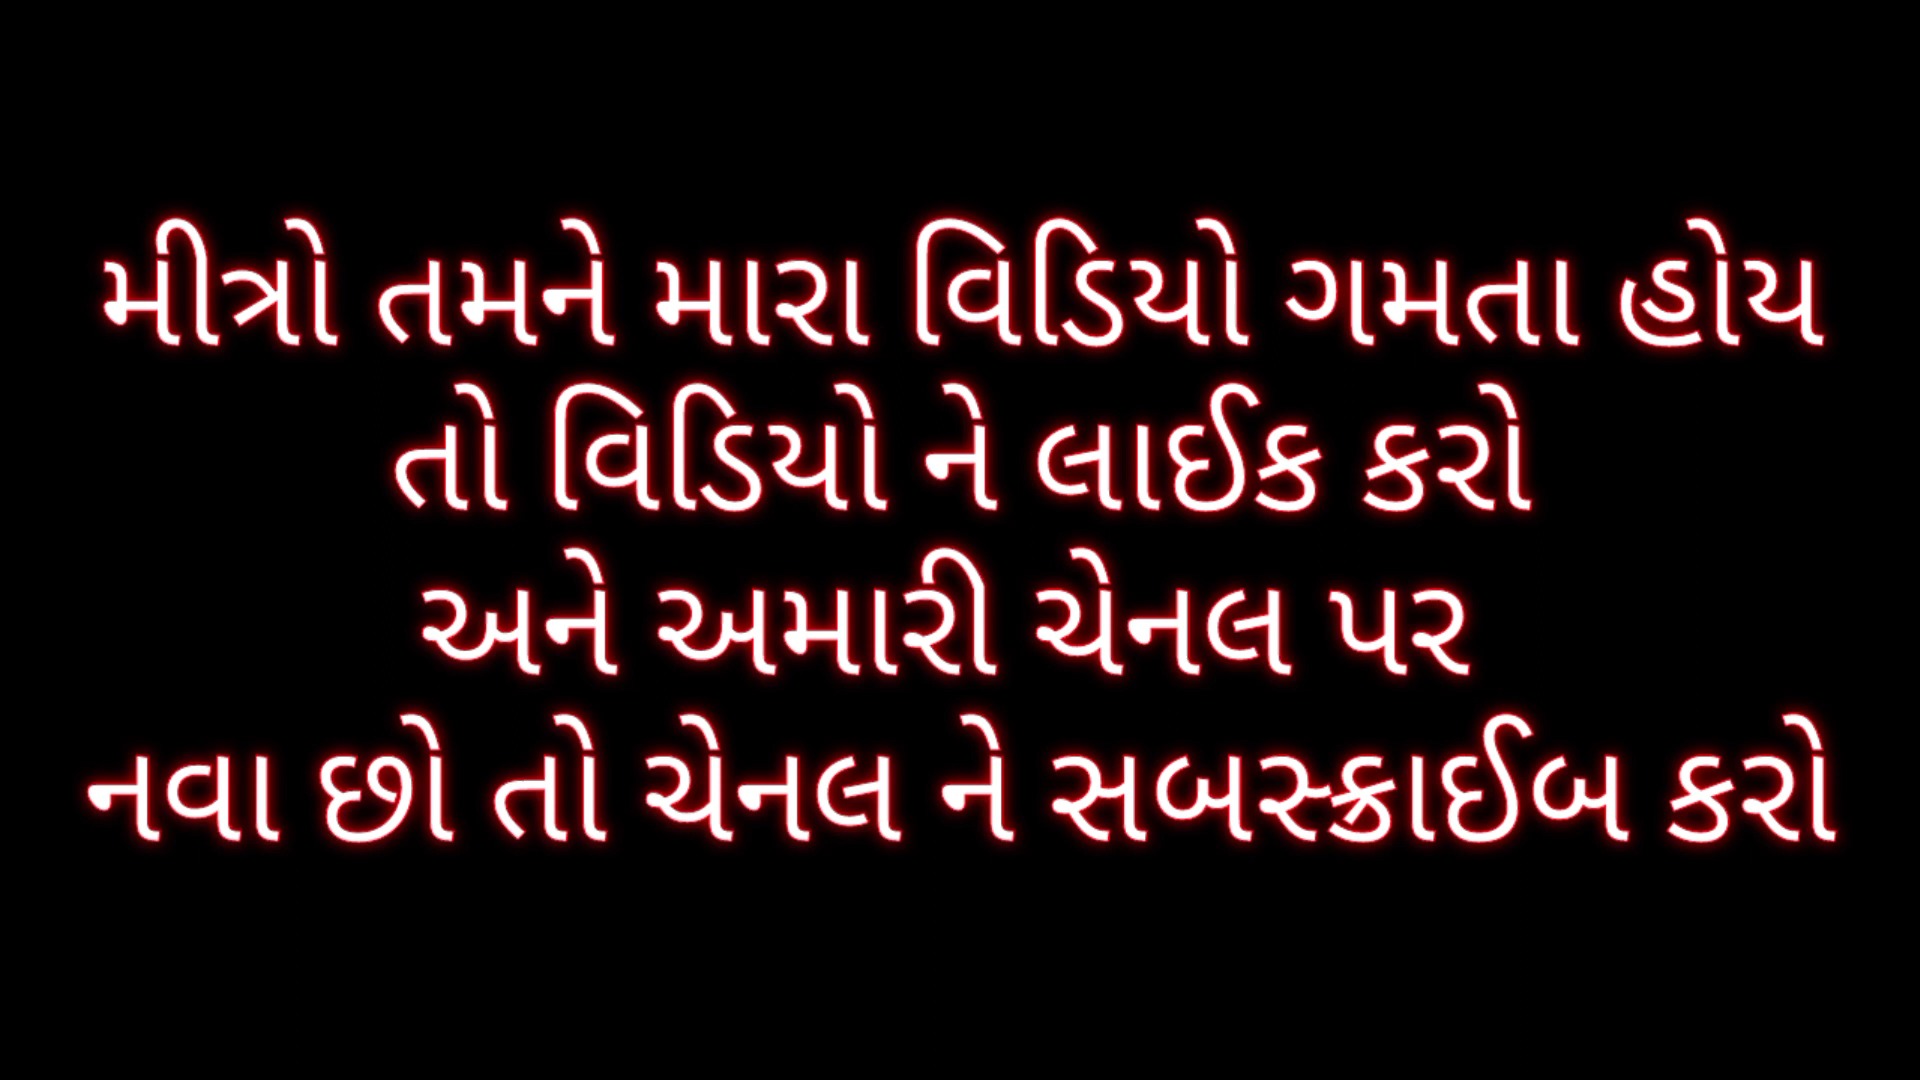 મીત્રો તમને મારા વિડિયો ગમતા હોય
તો વિડિયો ને લાઈક કરો
અને અમારી ચેનલ પર
નવા છો તો ચેનલ ને સબસ્ક્રાઈબ કરો